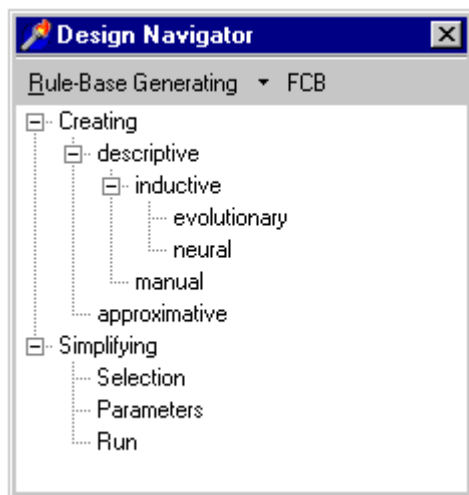 Design Navigator
Rule-Base Generating FCB
Creating
descriptive
inductive
evolutionary
neural
manual
approximative
Simplifying
Selection
Parameters
Run